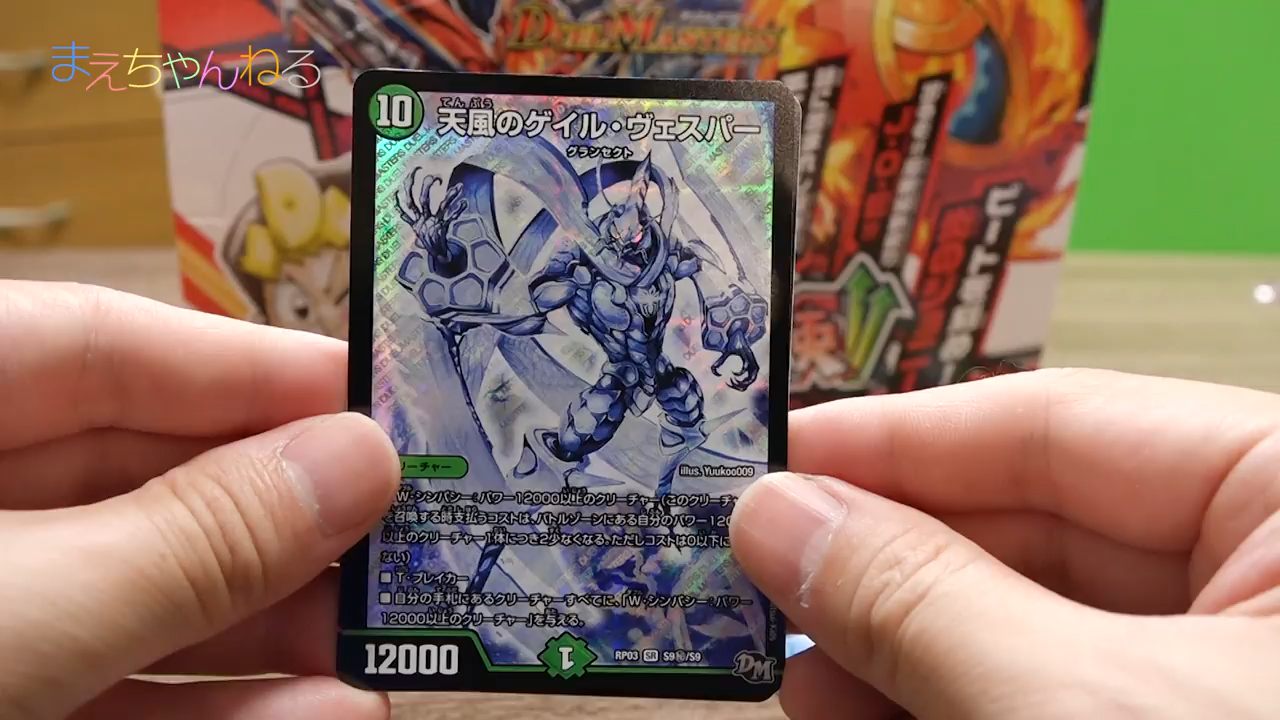 まえちゃんねる
DUEL MASTERS
10
てんぷう
天風のゲイル・ヴェスパー
グランセクト
リーチャー
illus. Yuukoo009
W・シンパシー：パワー12000以上のクリーチャー(このクリーチャ
召喚する時支払うコストは、バトルゾーンにある自分のパワー120
以上のクリーチャー1体につき2少なくなる。ただしコストは0以下に
ない)
■T・ブレイカー
■自分の手札にあるクリーチャーすべてに、「W・シンパシー：パワー
12000以上のクリーチャー」を与える。
12000
1
RP03 SR S9/S9
DM